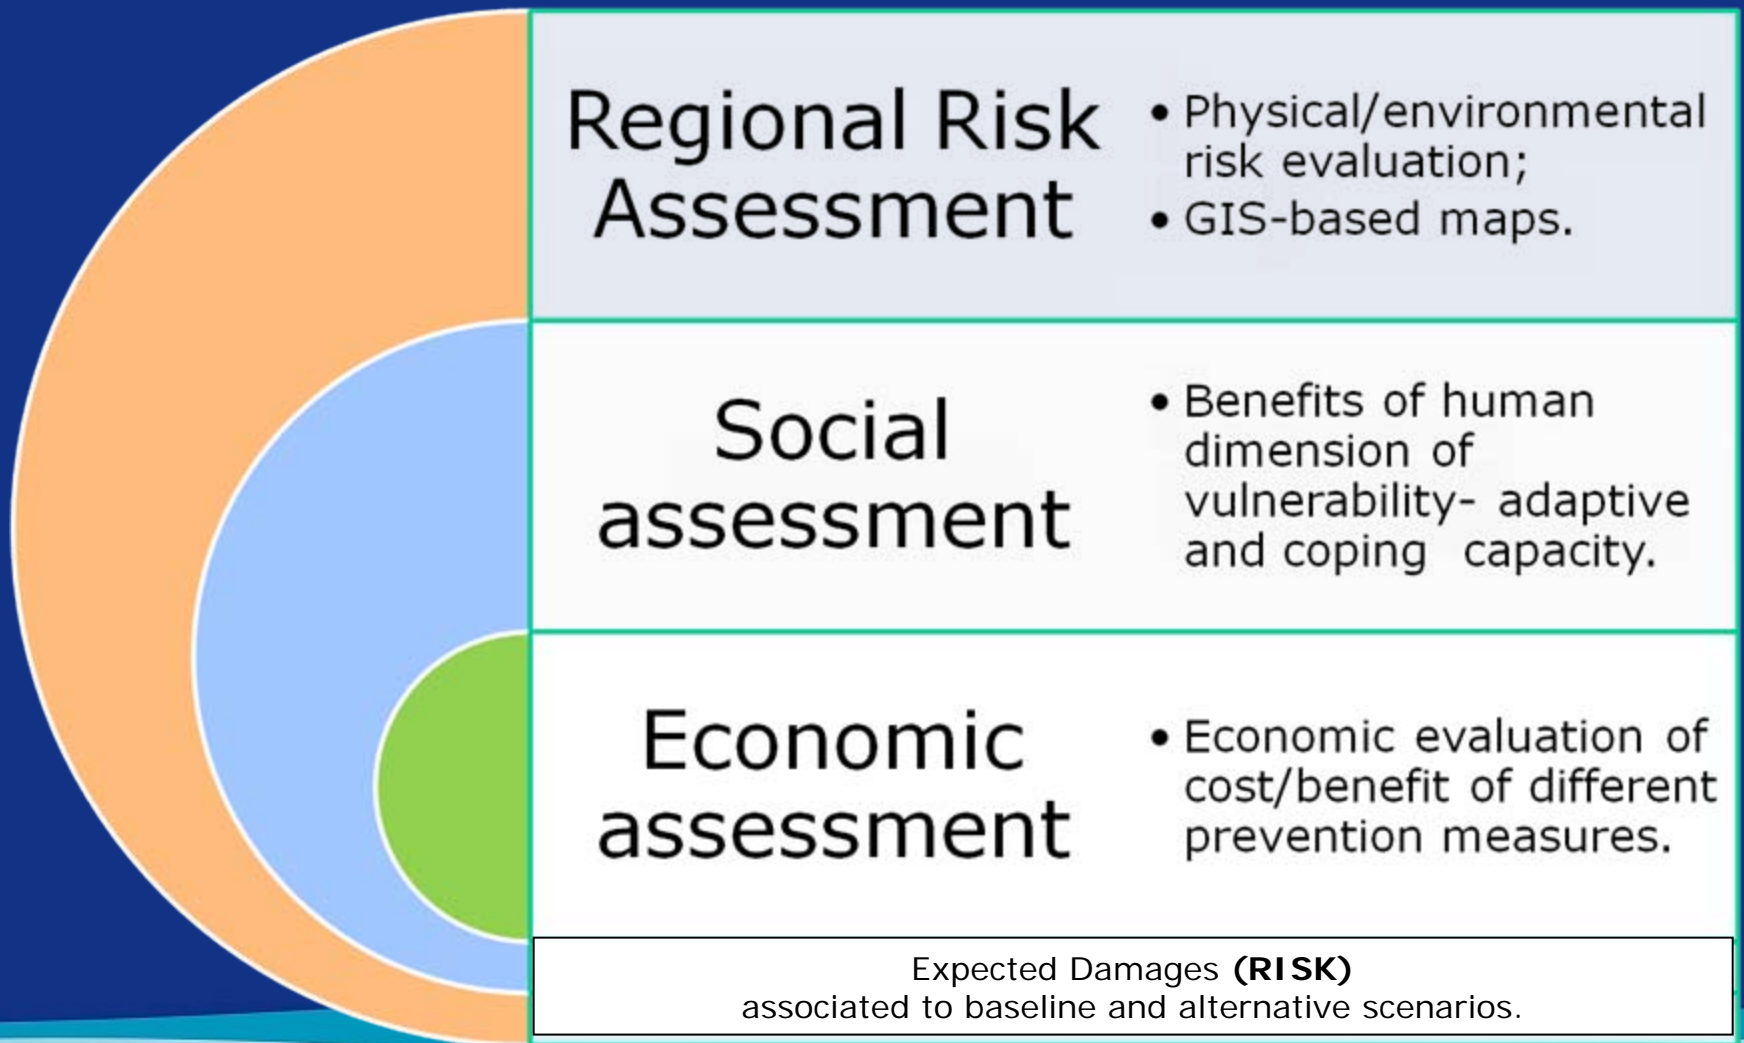 Regional Risk
Assessment
• Physical/environmental
risk evaluation;
• GIS-based maps.
Social
assessment
• Benefits of human
dimension of
vulnerability- adaptive
and coping capacity.
Economic
assessment
• Economic evaluation of
cost/benefit of different
prevention measures.
Expected Damages (RISK)
associated to baseline and alternative scenarios.